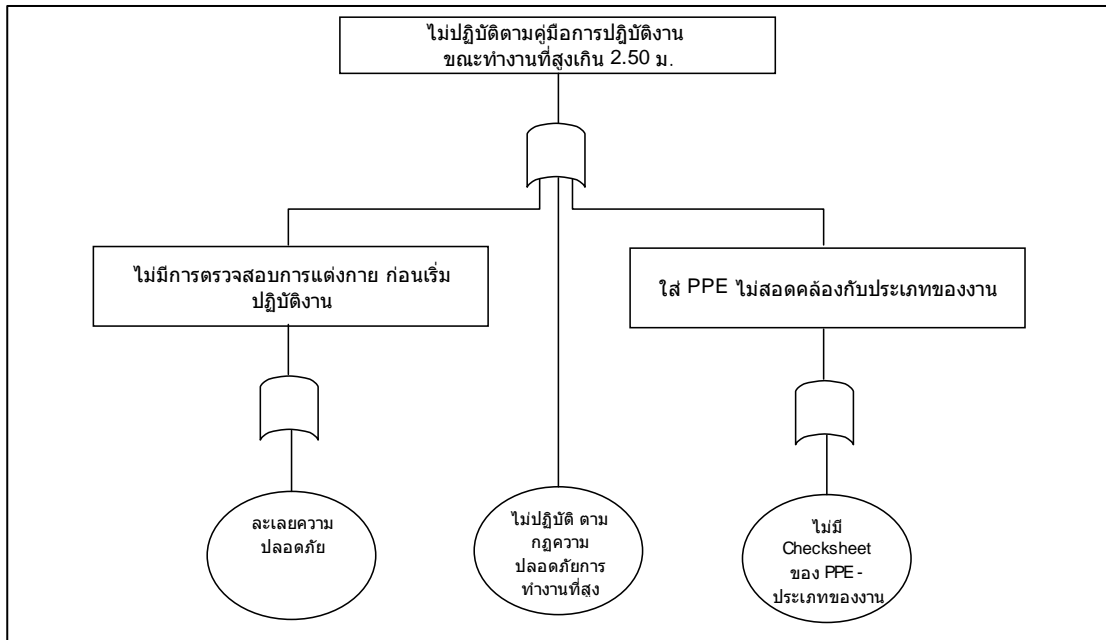 ไม่ปฏิบัติตามคู่มือการปฎิบัติงาน
ขณะทำงานที่สูงเกิน 2.50 ม.
ไม่มีการตรวจสอบการแต่งกาย ก่อนเริ่ม
ปฏิบัติงาน
ใส่ PPE ไม่สอดคล้องกับประเภทของงาน
ละเลยความ
ปลอดภัย
ไม่ปฏิบัติ ตาม
กฏความ
ปลอดภัยการ
ทำงานที่สูง
ไม่มี
Checksheet
ของ PPE -
ประเภทของงาน